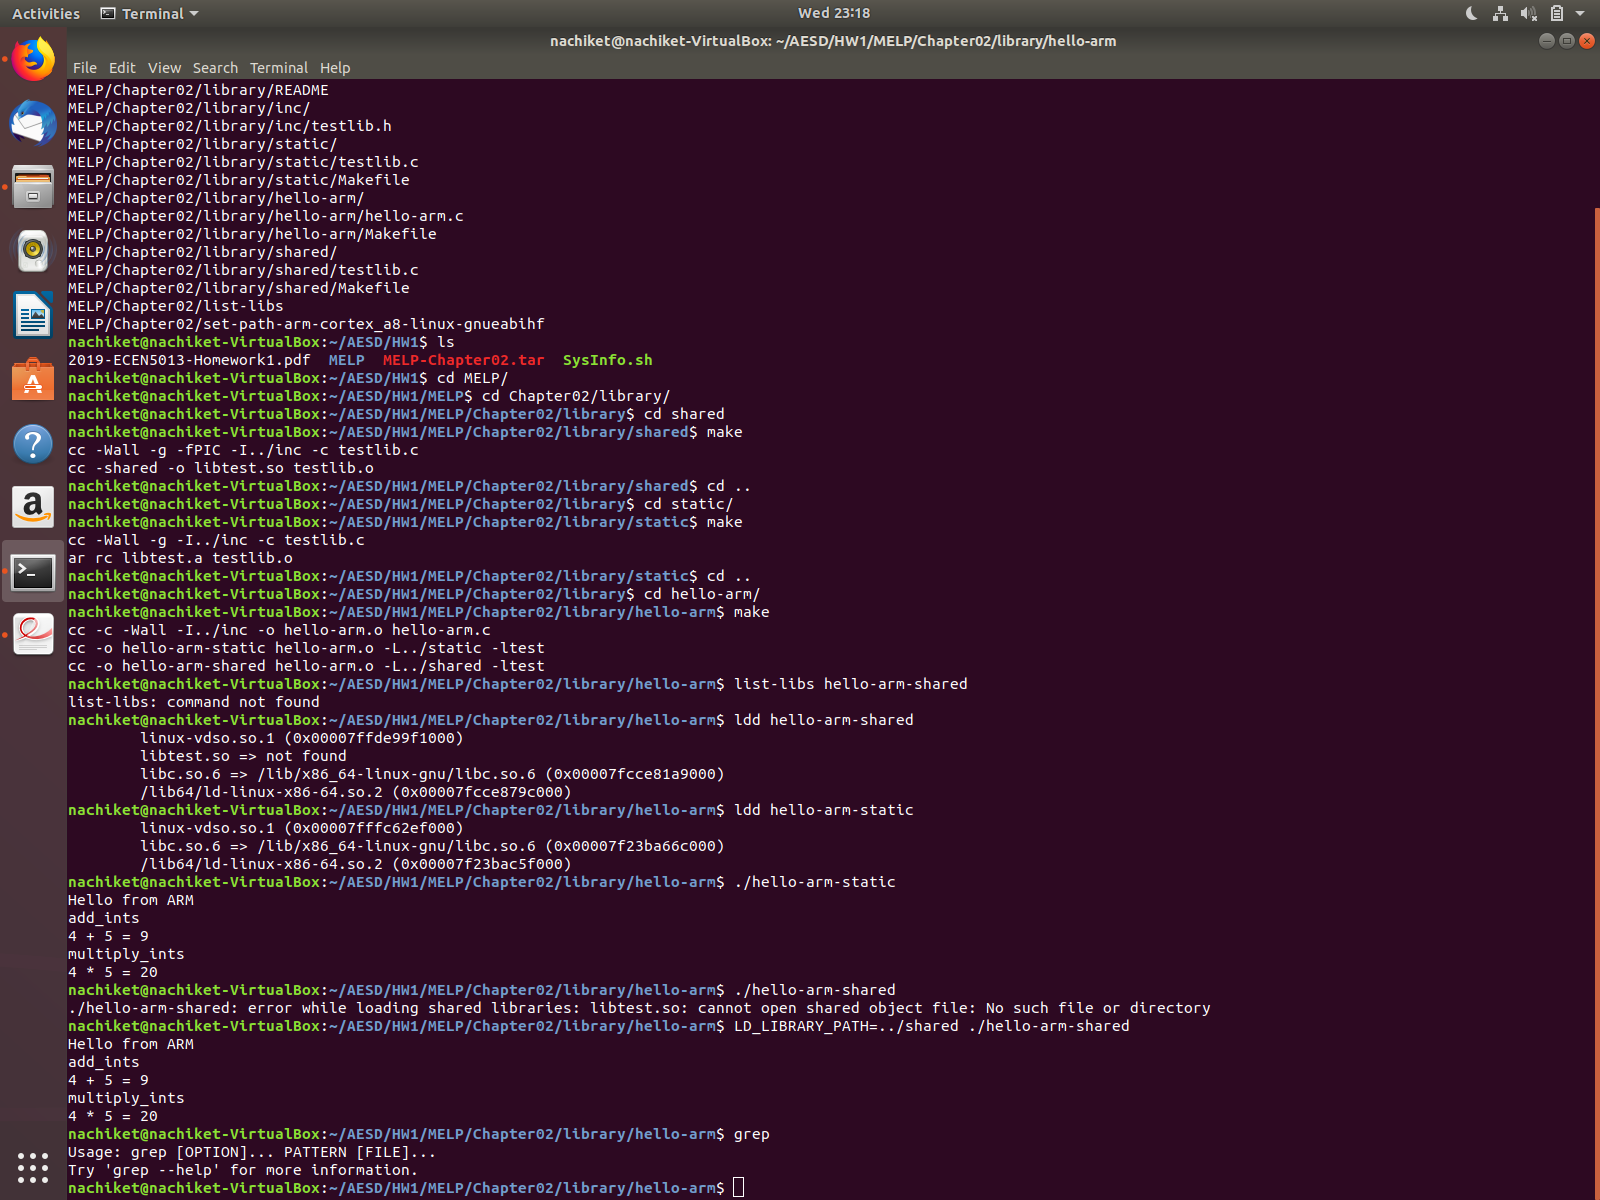 Activities Terminal Wed 23:18
nachiket@nachiket-VirtualBox: ~/AESD/HW1/MELP/Chapter02/library/hello-arm
File Edit View Search Terminal Help
MELP/Chapter02/library/README
MELP/Chapter02/library/inc/
MELP/Chapter02/library/inc/testlib.h
MELP/Chapter02/library/static/
MELP/Chapter02/library/static/testlib.c
MELP/Chapter02/library/static/Makefile
MELP/Chapter02/library/hello-arm/
MELP/Chapter02/library/hello-arm/hello-arm.c
MELP/Chapter02/library/hello-arm/Makefile
MELP/Chapter02/library/shared/
MELP/Chapter02/library/shared/testlib.c
MELP/Chapter02/library/shared/Makefile
MELP/Chapter02/list-libs
MELP/Chapter02/set-path-arm-cortex_a8-linux-gnueabihf
nachiket@nachiket-VirtualBox:~/AESD/HW1$ ls
2019-ECEN5013-Homework1.pdf  MELP  MELP-Chapter02.tar  SysInfo.sh
nachiket@nachiket-VirtualBox:~/AESD/HW1$ cd MELP/
nachiket@nachiket-VirtualBox:~/AESD/HW1/MELP$ cd Chapter02/library/
nachiket@nachiket-VirtualBox:~/AESD/HW1/MELP/Chapter02/library$ cd shared
nachiket@nachiket-VirtualBox:~/AESD/HW1/MELP/Chapter02/library/shared$ make
cc -Wall -g -fPIC -I../inc -c testlib.c
cc -shared -o libtest.so testlib.o
nachiket@nachiket-VirtualBox:~/AESD/HW1/MELP/Chapter02/library/shared$ cd ..
nachiket@nachiket-VirtualBox:~/AESD/HW1/MELP/Chapter02/library$ cd static/
nachiket@nachiket-VirtualBox:~/AESD/HW1/MELP/Chapter02/library/static$ make
cc -Wall -g -I../inc -c testlib.c
ar rc libtest.a testlib.o
nachiket@nachiket-VirtualBox:~/AESD/HW1/MELP/Chapter02/library/static$ cd ..
nachiket@nachiket-VirtualBox:~/AESD/HW1/MELP/Chapter02/library$ cd hello-arm/
nachiket@nachiket-VirtualBox:~/AESD/HW1/MELP/Chapter02/library/hello-arm$ make
cc -c -Wall -I../inc -o hello-arm.o hello-arm.c
cc -o hello-arm-static hello-arm.o -L../static -ltest
cc -o hello-arm-shared hello-arm.o -L../shared -ltest
nachiket@nachiket-VirtualBox:~/AESD/HW1/MELP/Chapter02/library/hello-arm$ list-libs hello-arm-shared
list-libs: command not found
nachiket@nachiket-VirtualBox:~/AESD/HW1/MELP/Chapter02/library/hello-arm$ ldd hello-arm-shared
linux-vdso.so.1 (0x00007ffde99f1000)
libtest.so => not found
libc.so.6 => /lib/x86_64-linux-gnu/libc.so.6 (0x00007fcce81a9000)
/lib64/ld-linux-x86-64.so.2 (0x00007fcce879c000)
nachiket@nachiket-VirtualBox:~/AESD/HW1/MELP/Chapter02/library/hello-arm$ ldd hello-arm-static
linux-vdso.so.1 (0x00007fffc62ef000)
libc.so.6 => /lib/x86_64-linux-gnu/libc.so.6 (0x00007f23ba66c000)
/lib64/ld-linux-x86-64.so.2 (0x00007f23bac5f000)
nachiket@nachiket-VirtualBox:~/AESD/HW1/MELP/Chapter02/library/hello-arm$ ./hello-arm-static
Hello from ARM
add_ints
4 + 5 = 9
multiply_ints
4 * 5 = 20
nachiket@nachiket-VirtualBox:~/AESD/HW1/MELP/Chapter02/library/hello-arm$ ./hello-arm-shared
./hello-arm-shared: error while loading shared libraries: libtest.so: cannot open shared object file: No such file or directory
nachiket@nachiket-VirtualBox:~/AESD/HW1/MELP/Chapter02/library/hello-arm$ LD_LIBRARY_PATH=../shared ./hello-arm-shared
Hello from ARM
add_ints
4 + 5 = 9
multiply_ints
4 * 5 = 20
nachiket@nachiket-VirtualBox:~/AESD/HW1/MELP/Chapter02/library/hello-arm$ grep
Usage: grep [OPTION]... PATTERN [FILE]...
Try 'grep --help' for more information.
nachiket@nachiket-VirtualBox:~/AESD/HW1/MELP/Chapter02/library/hello-arm$